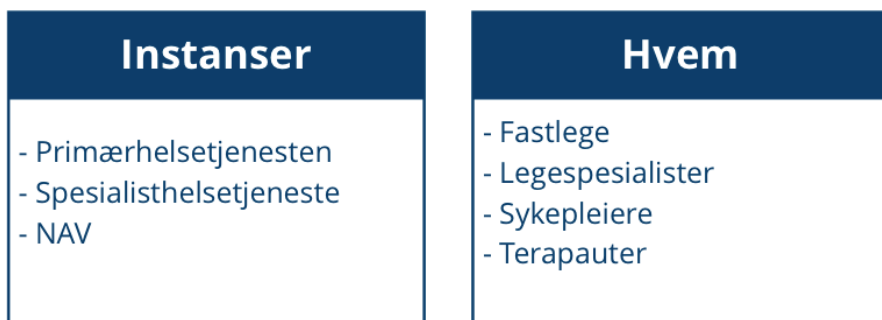 Instanser
- Primærhelsetjenesten
- Spesialisthelsetjeneste
- NAV
Hvem
- Fastlege
- Legespesialister
- Sykepleiere
- Terapauter